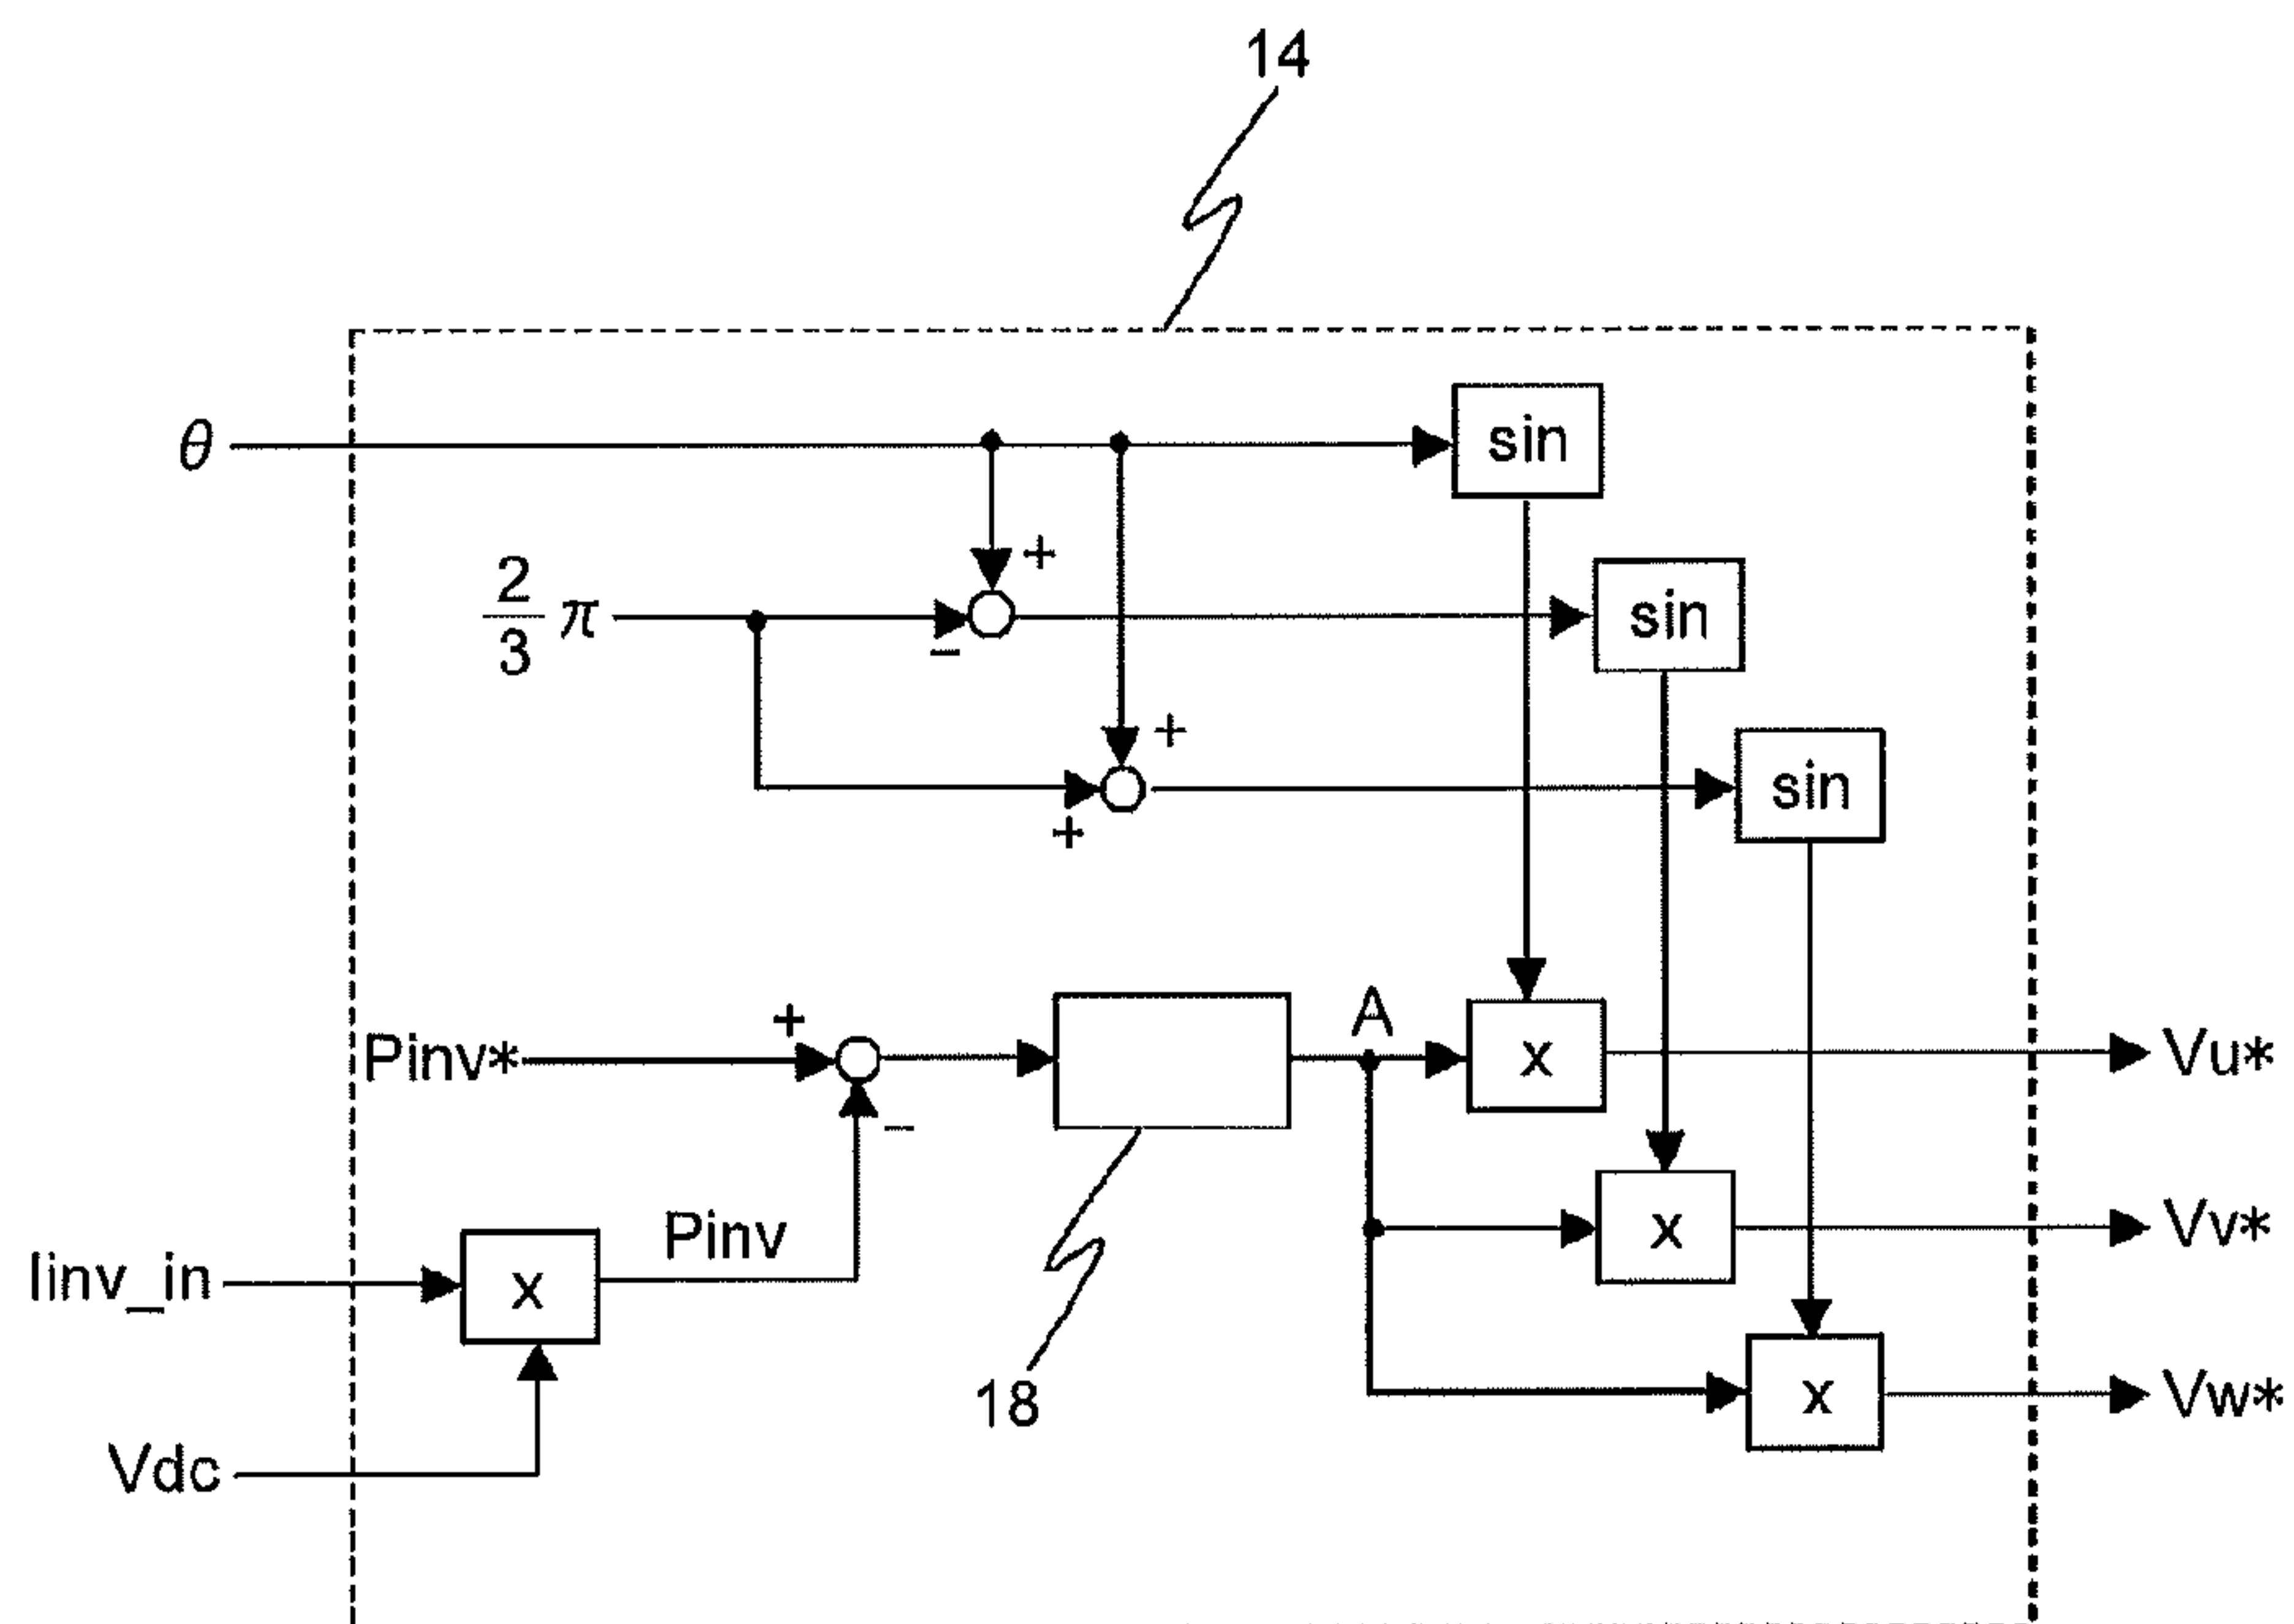 14
θ
sin
+
2/3 π
−
sin
+
+
sin
Pinv*
+
−
A
x
Vu*
Pinv
x
Vv*
Iinv_in
x
18
x
Vw*
Vdc